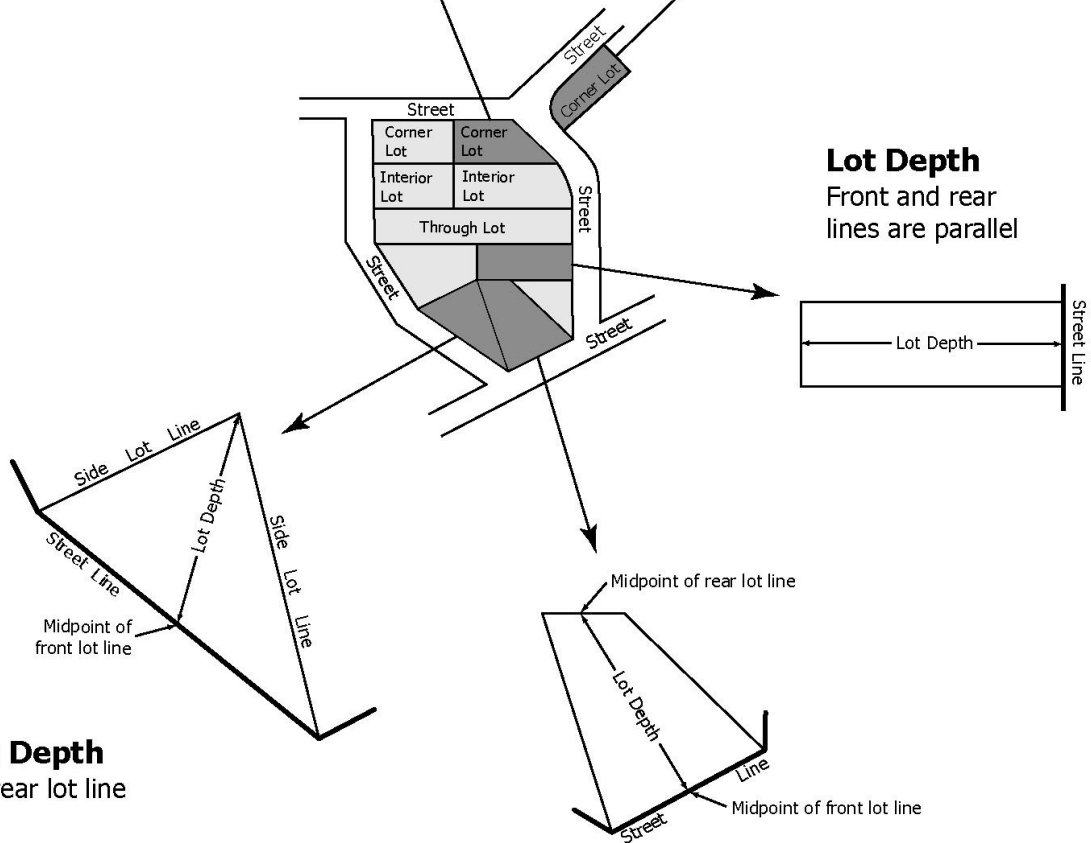 Street
Corner Lot
Street
Corner
Lot
Corner
Lot
Interior
Lot
Interior
Lot
Through Lot
Street
Street
Street
Lot Depth
Front and rear
lines are parallel
Lot Depth
Street Line
Side Lot Line
Lot Depth
Side Lot Line
Street Line
Midpoint of
front lot line
Depth
rear lot line
Midpoint of rear lot line
Lot Depth
Street Line
Midpoint of front lot line